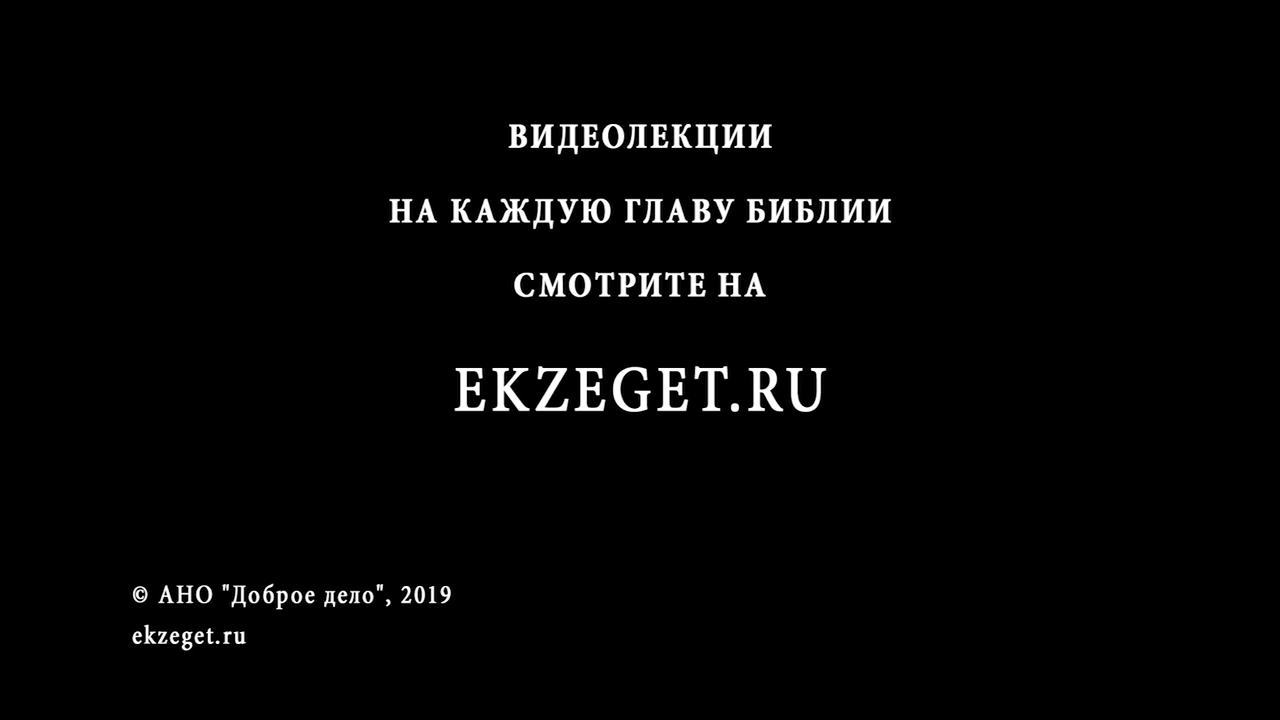 ВИДЕОЛЕКЦИИ
НА КАЖДУЮ ГЛАВУ БИБЛИИ
СМОТРИТЕ НА
EKZEGET.RU
© АНО "Доброе дело", 2019
ekzeget.ru